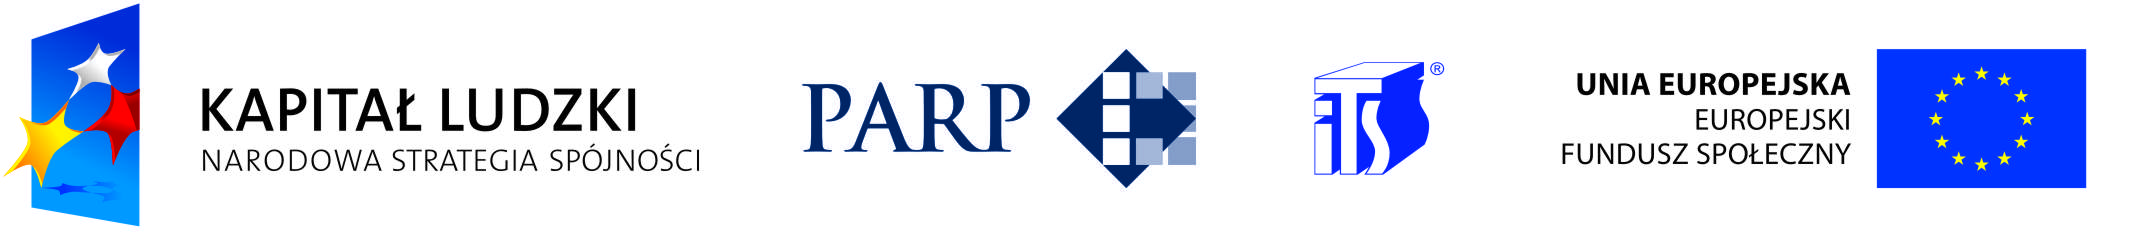 KAPITAŁ LUDZKI
NARODOWA STRATEGIA SPÓJNOŚCI
PARP
iTS®
UNIA EUROPEJSKA
EUROPEJSKI
FUNDUSZ SPOŁECZNY